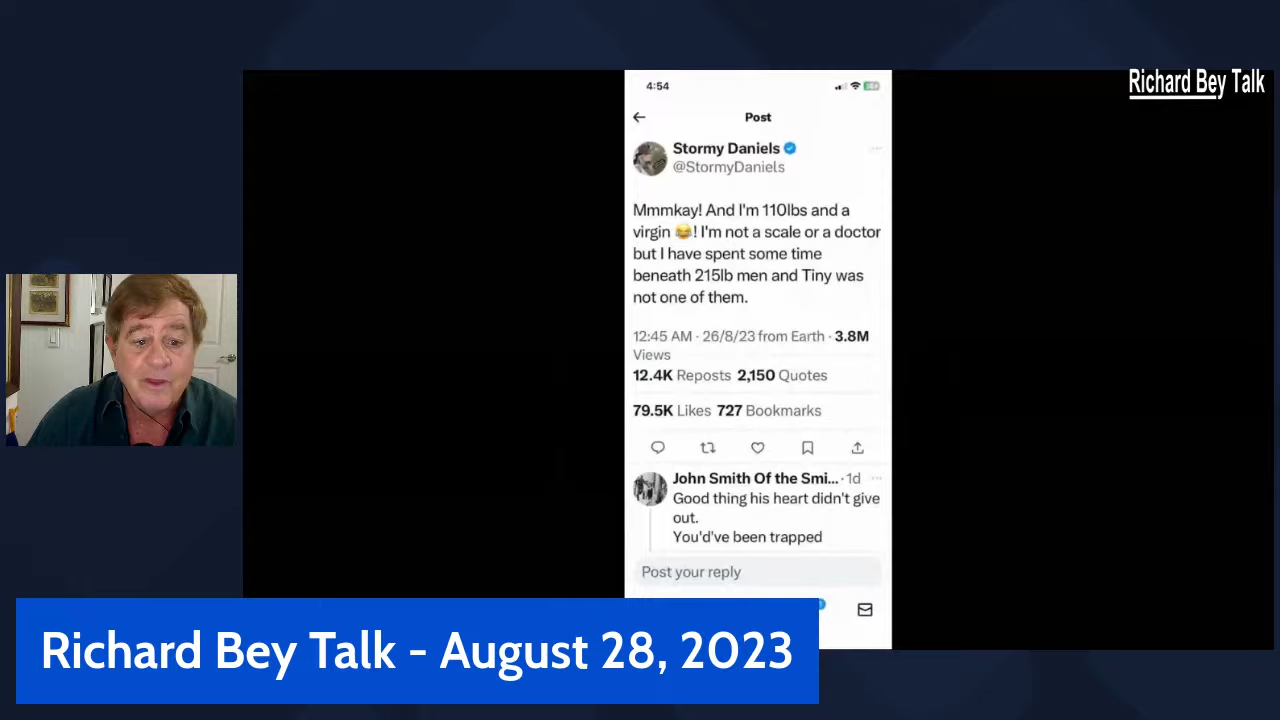 Richard Bey Talk
4:54
Post
Stormy Daniels
@StormyDaniels
Mmmkay! And I'm 110lbs and a
virgin 😂! I'm not a scale or a doctor
but I have spent some time
beneath 215lb men and Tiny was
not one of them.
12:45 AM · 26/8/23 from Earth · 3.8M
Views
12.4K Reposts 2,150 Quotes
79.5K Likes 727 Bookmarks
John Smith Of the Smi... · 1d
Good thing his heart didn't give
out.
You'd've been trapped
Post your reply
Richard Bey Talk - August 28, 2023